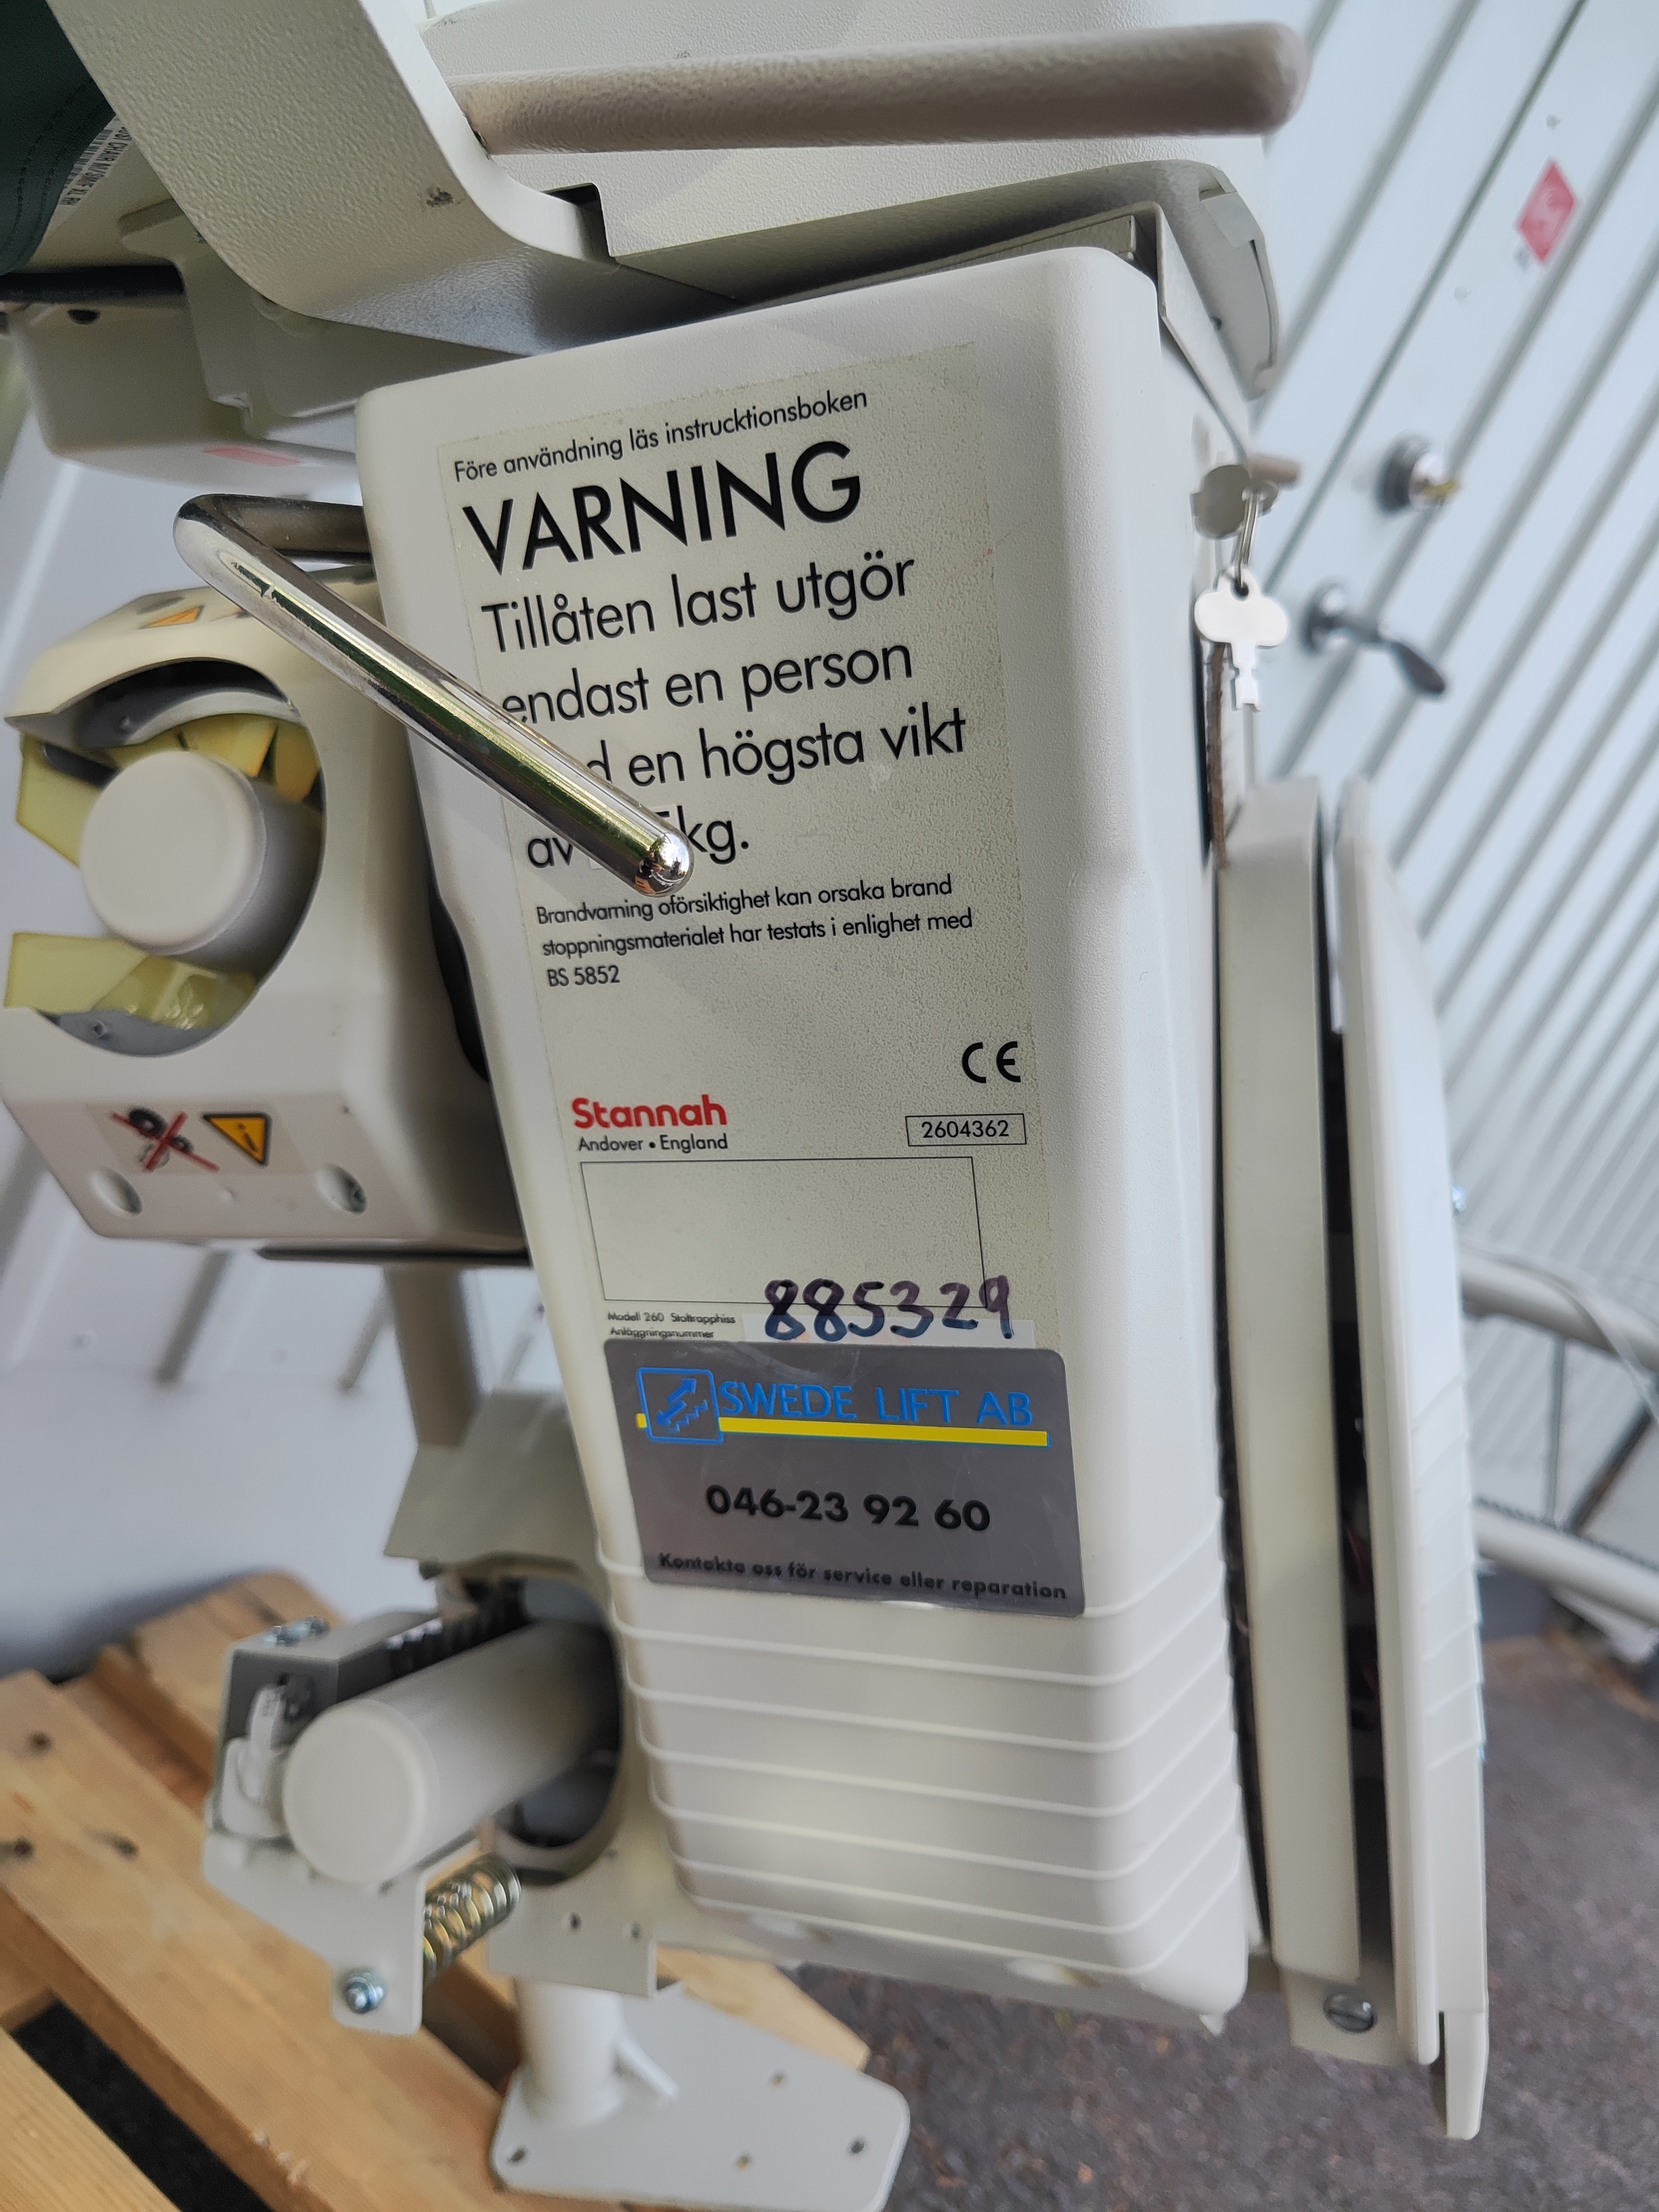 Före användning läs instrucktionsboken
VARNING
Tillåten last utgör
endast en person
en högsta vikt
av kg.
Brandvarning oförsiktighet kan orsaka brand
stoppningsmaterialet har testats i enlighet med
BS 5852
CE
Stannah
Andover • England
2604362
Modell 260 Stoltrapphiss
Anläggningsnummer
885329
SWEDE LIFT AB
046-23 92 60
Kontakta oss för service eller reparation